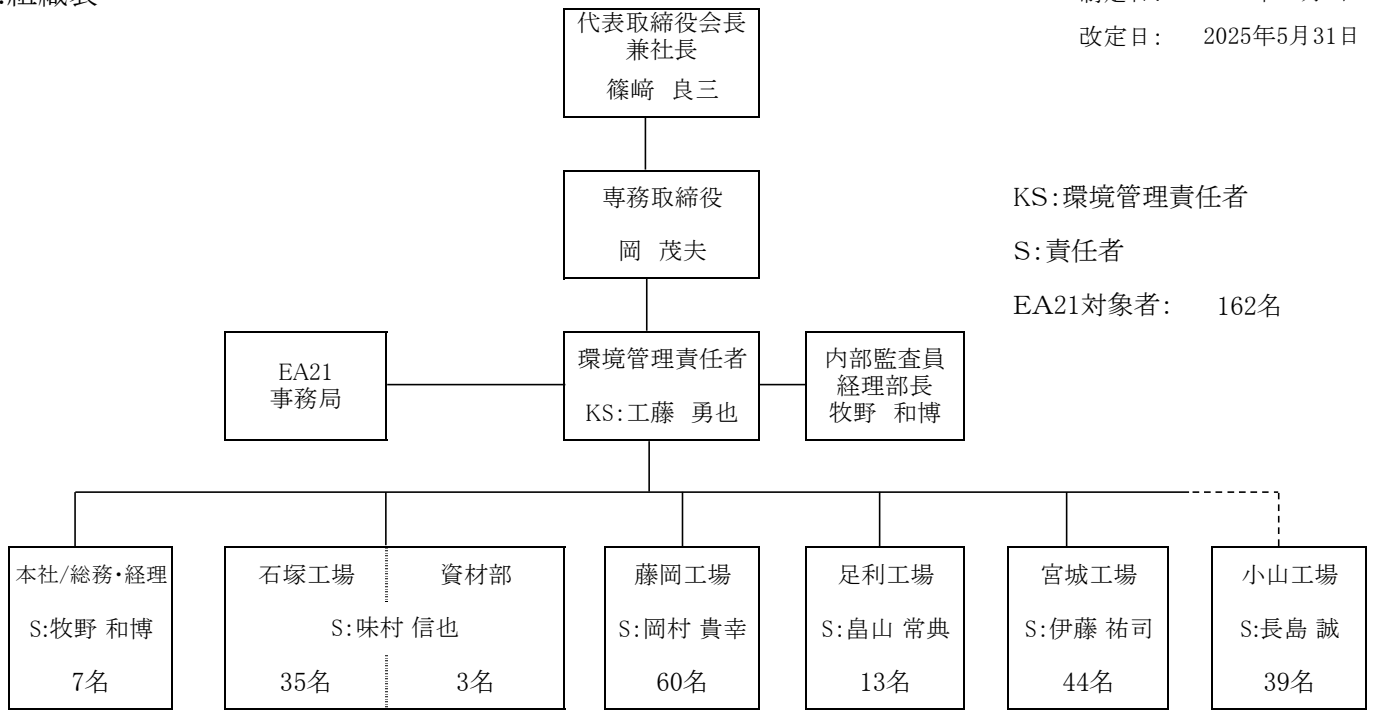 組織表
改定日: 2025年5月31日
代表取締役会長
兼社長
篠﨑 良三
専務取締役
岡 茂夫
KS:環境管理責任者
S:責任者
EA21対象者: 162名
EA21
事務局
環境管理責任者
KS:工藤 勇也
内部監査員
経理部長
牧野 和博
本社/総務・経理
S:牧野 和博
7名
石塚工場 資材部
S:味村 信也
35名 3名
藤岡工場
S:岡村 貴幸
60名
足利工場
S:畠山 常典
13名
宮城工場
S:伊藤 祐司
44名
小山工場
S:長島 誠
39名